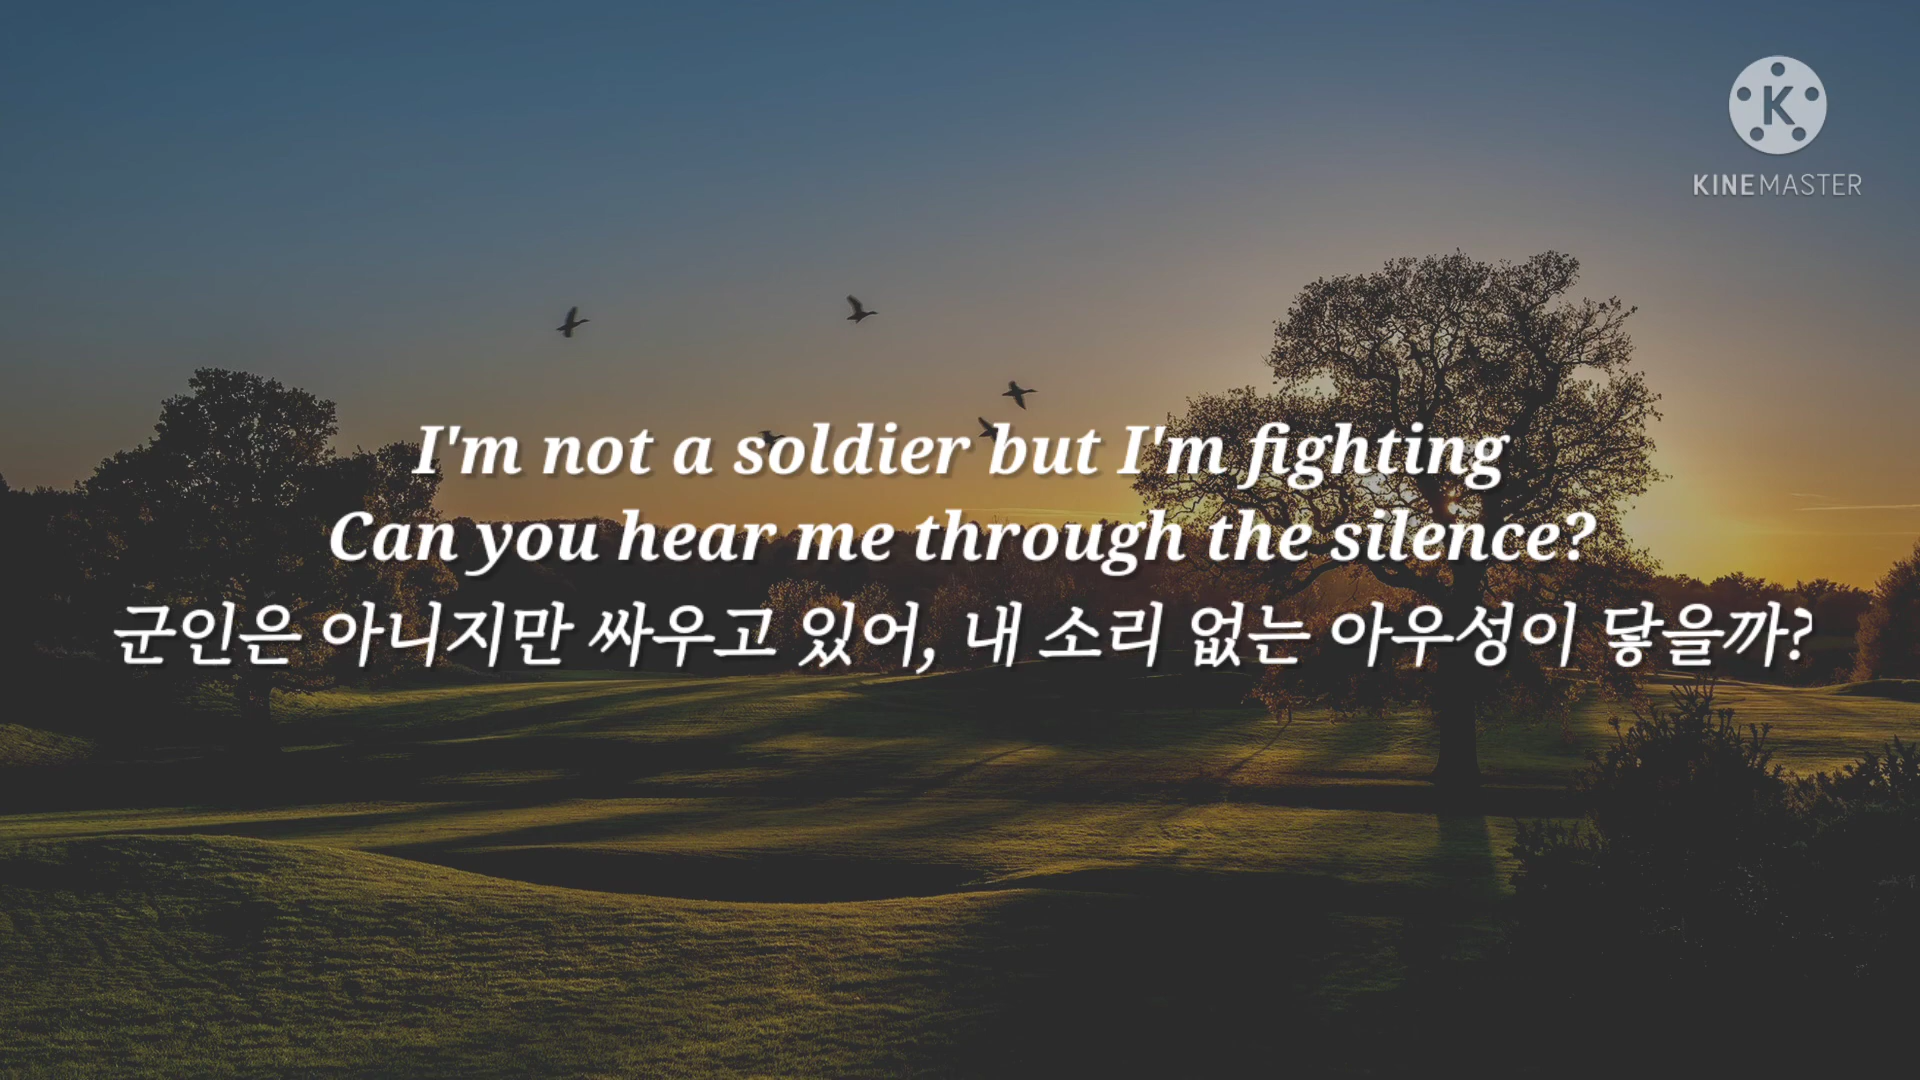 K
KINEMASTER
I'm not a soldier but I'm fighting
Can you hear me through the silence?
군인은 아니지만 싸우고 있어, 내 소리 없는 아우성이 닿을까?